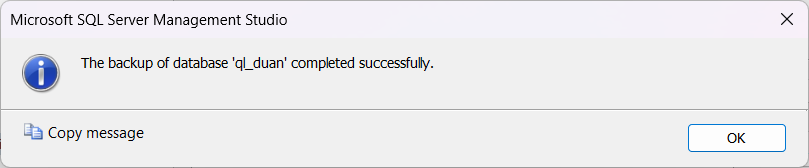 Microsoft SQL Server Management Studio
The backup of database 'ql_duan' completed successfully.
Copy message
OK